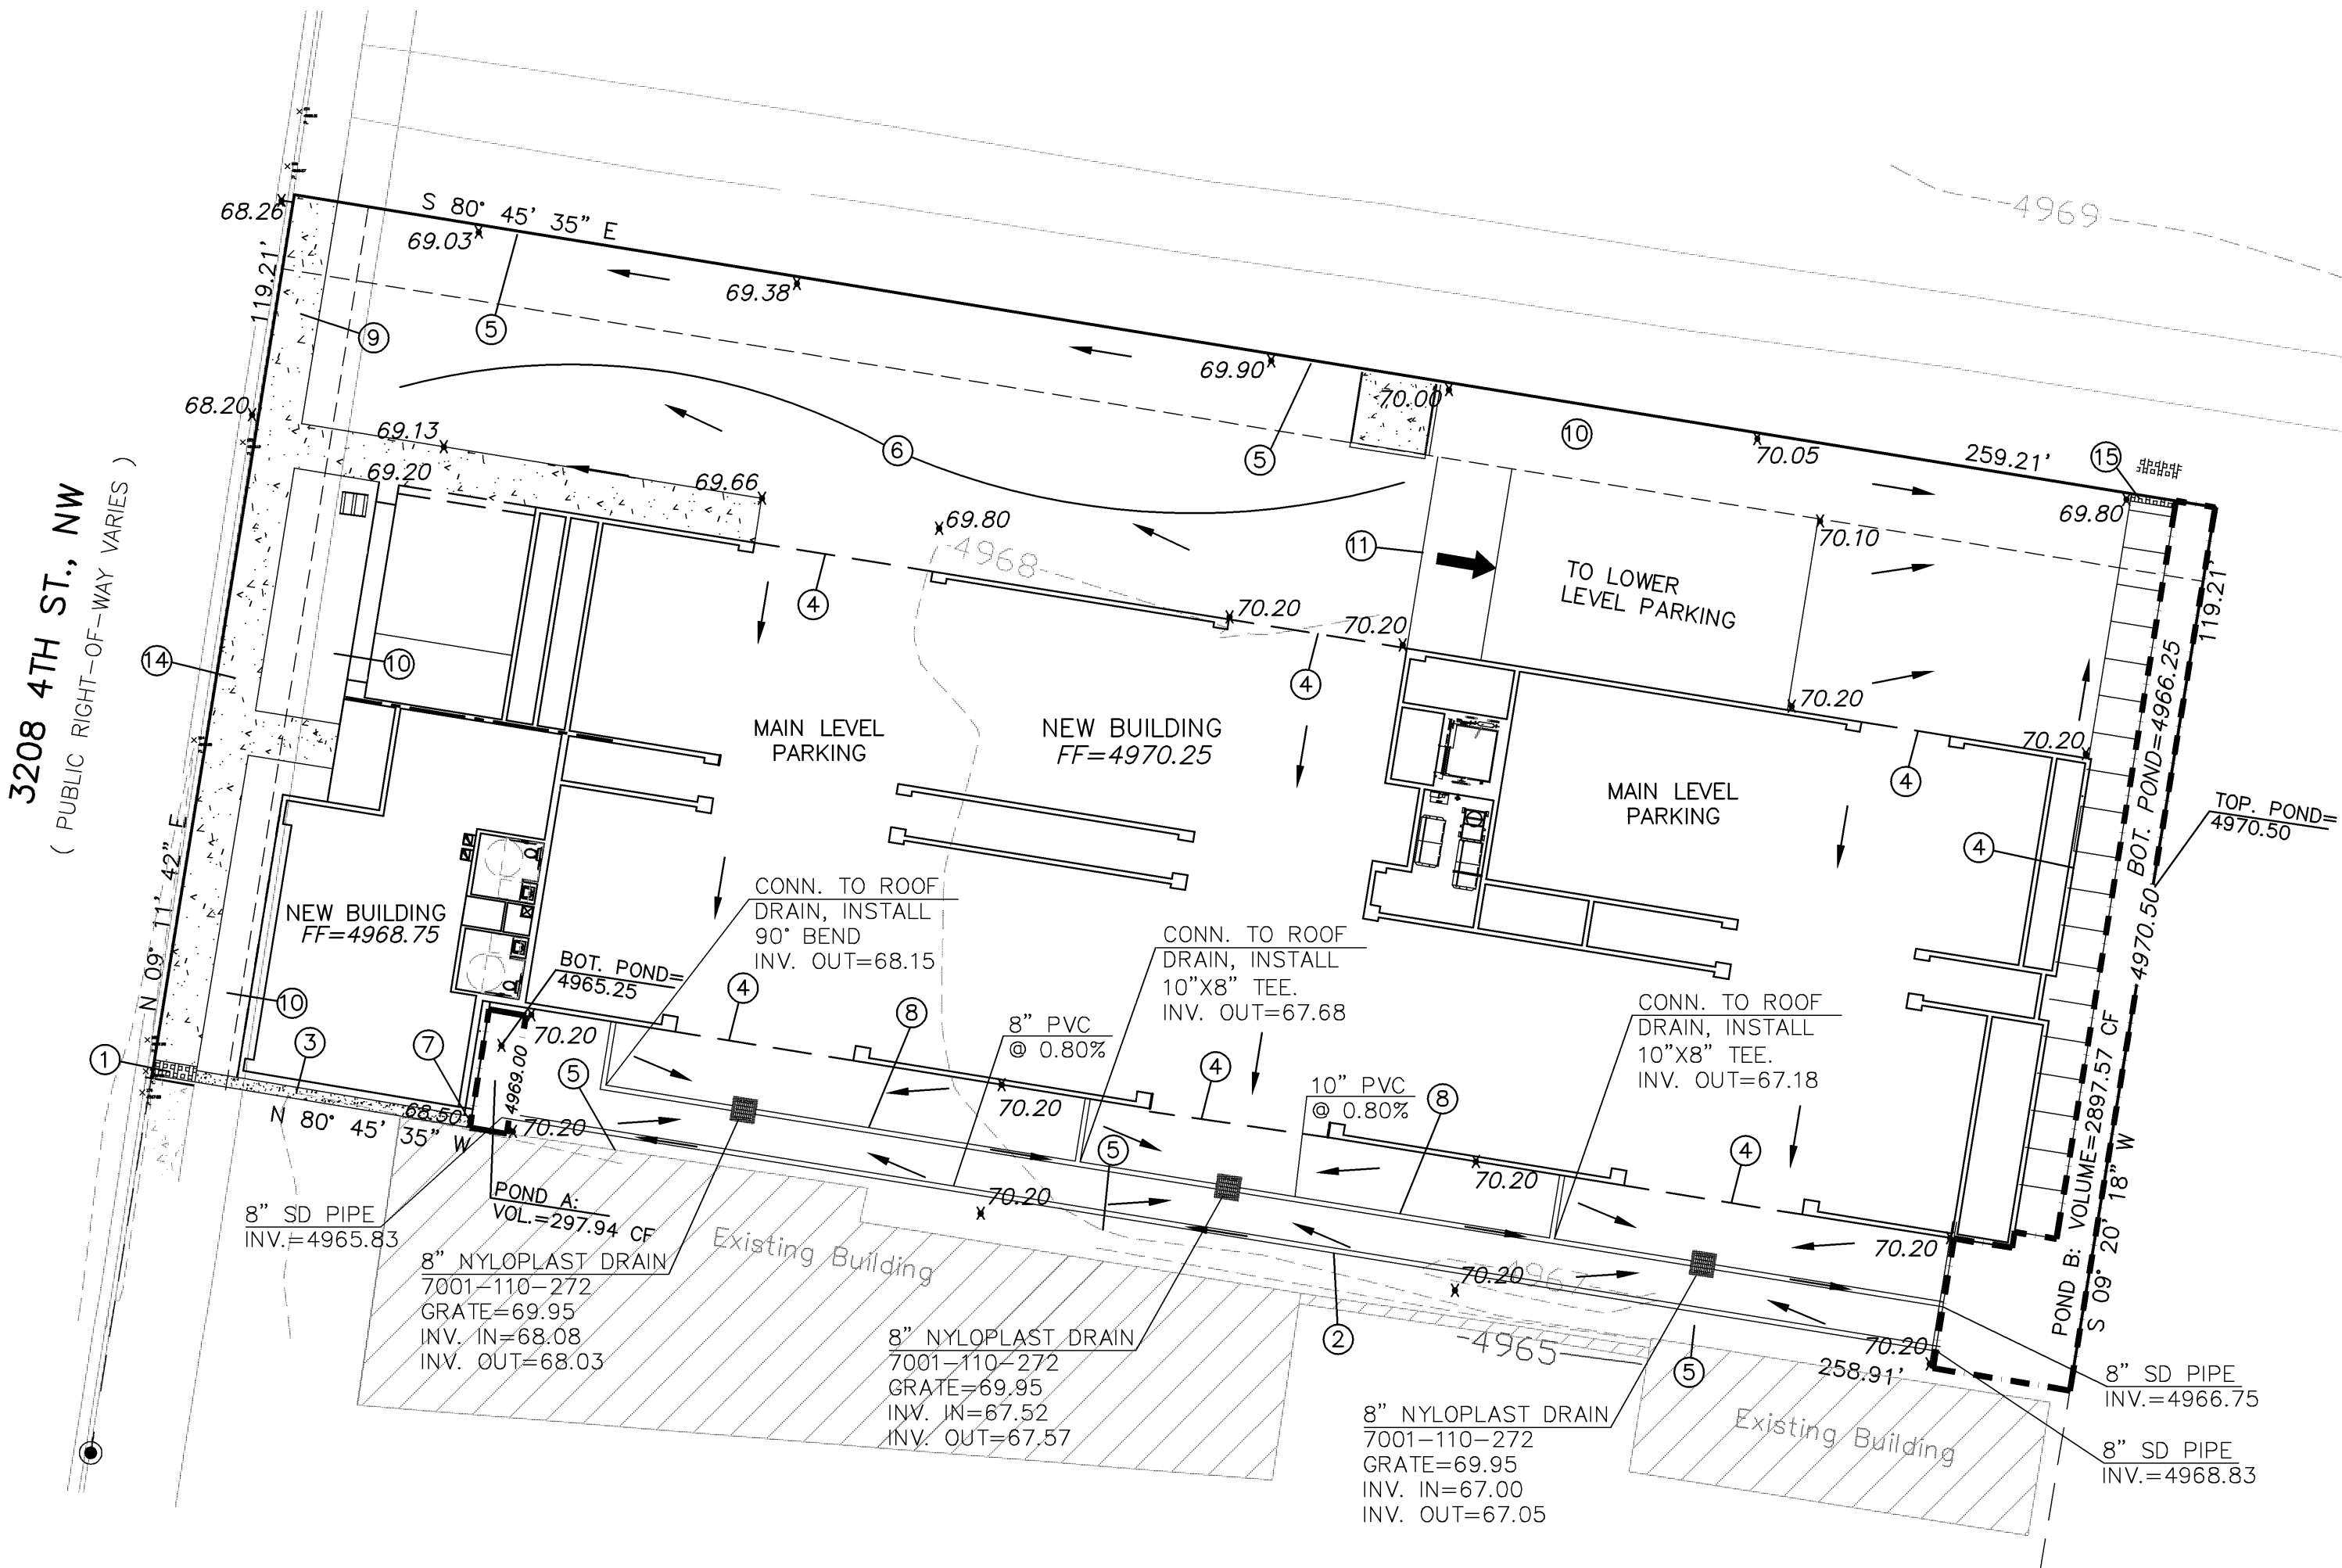 4969
S 80° 45' 35" E
68.26
69.03
119.21'
69.38
5
9
69.90
70.00
10
5
70.05
259.21'
15
68.20
69.13
6
69.20
69.66
69.80
70.10
69.80
4968
11
TO LOWER
LEVEL PARKING
4
70.20
70.20
119.21'
3208 4TH ST., NW
( PUBLIC RIGHT-OF-WAY VARIES )
14
10
4
70.20
MAIN LEVEL
PARKING
NEW BUILDING
FF=4970.25
70.20
4
MAIN LEVEL
PARKING
4
BOT. POND=4966.25
TOP. POND=
4970.50
4970.50
N 09° 11' 42" E
NEW BUILDING
FF=4968.75
CONN. TO ROOF
DRAIN, INSTALL
90° BEND
INV. OUT=68.15
CONN. TO ROOF
DRAIN, INSTALL
10"X8" TEE.
INV. OUT=67.68
CONN. TO ROOF
DRAIN, INSTALL
10"X8" TEE.
INV. OUT=67.18
BOT. POND=
4965.25
10
4
8
8" PVC
@ 0.80%
70.20
1
3
7
4969.00
5
4
10" PVC
@ 0.80%
8
70.20
68.50
N 80° 45' 35" W
70.20
5
4
70.20
POND B: VOLUME=2897.57 CF
S 09° 20' 18" W
8" SD PIPE
INV.=4965.83
POND A:
VOL.=297.94 CF
70.20
70.20
Existing Building
8" NYLOPLAST DRAIN
7001-110-272
GRATE=69.95
INV. IN=68.08
INV. OUT=68.03
4967
70.20
2
8" NYLOPLAST DRAIN
7001-110-272
GRATE=69.95
INV. IN=67.52
INV. OUT=67.57
4965
5
70.20
258.91'
8" SD PIPE
INV.=4966.75
8" NYLOPLAST DRAIN
7001-110-272
GRATE=69.95
INV. IN=67.00
INV. OUT=67.05
Existing Building
8" SD PIPE
INV.=4968.83